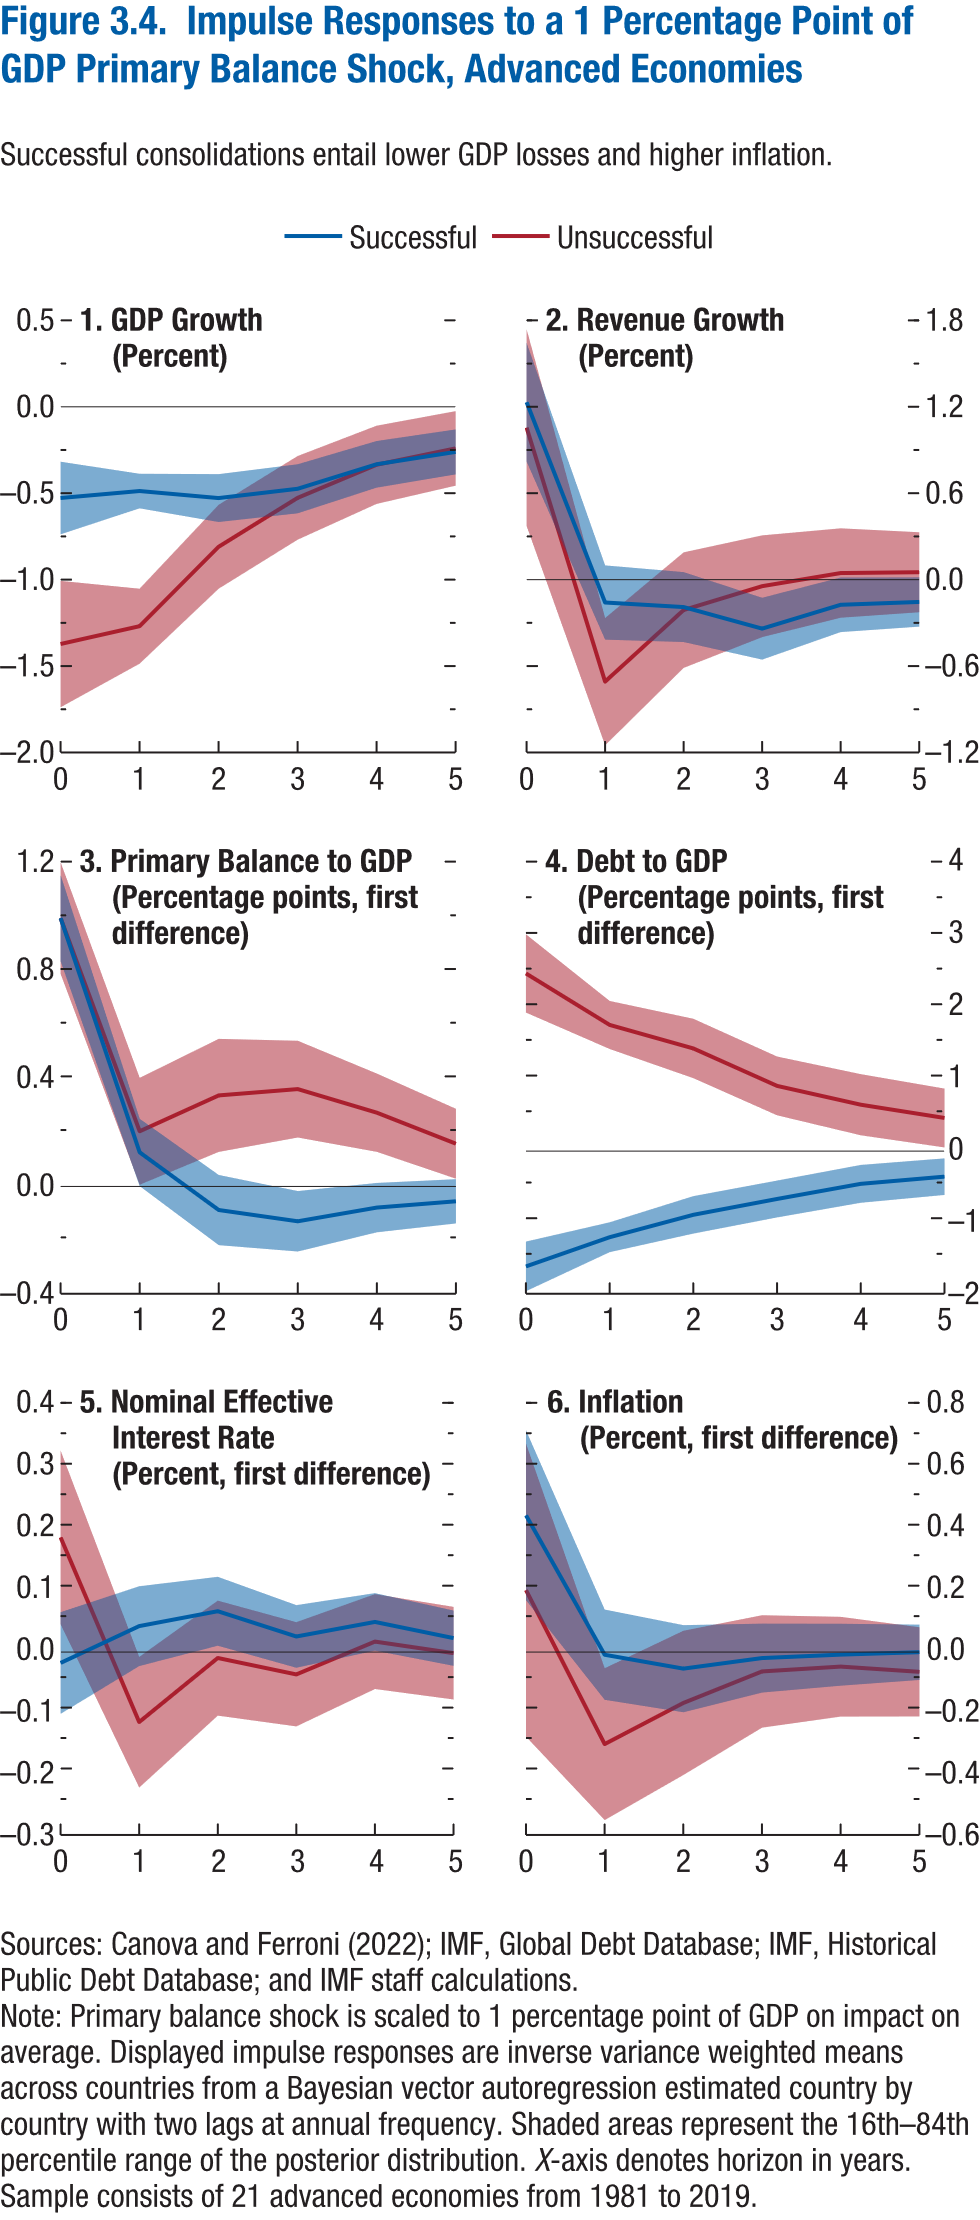 Figure 3.4.  Impulse Responses to a 1 Percentage Point of
GDP Primary Balance Shock, Advanced Economies
Successful consolidations entail lower GDP losses and higher inflation.
Successful
Unsuccessful
1. GDP Growth
(Percent)
0.5
0.0
–0.5
–1.0
–1.5
–2.0
0 1 2 3 4 5
2. Revenue Growth
(Percent)
1.8
1.2
0.6
0.0
–0.6
–1.2
0 1 2 3 4 5
3. Primary Balance to GDP
(Percentage points, first
difference)
1.2
0.8
0.4
0.0
–0.4
0 1 2 3 4 5
4. Debt to GDP
(Percentage points, first
difference)
4
3
2
1
0
–1
–2
0 1 2 3 4 5
5. Nominal Effective
Interest Rate
(Percent, first difference)
0.4
0.3
0.2
0.1
0.0
–0.1
–0.2
–0.3
0 1 2 3 4 5
6. Inflation
(Percent, first difference)
0.8
0.6
0.4
0.2
0.0
–0.2
–0.4
–0.6
0 1 2 3 4 5
Sources: Canova and Ferroni (2022); IMF, Global Debt Database; IMF, Historical
Public Debt Database; and IMF staff calculations.
Note: Primary balance shock is scaled to 1 percentage point of GDP on impact on
average. Displayed impulse responses are inverse variance weighted means
across countries from a Bayesian vector autoregression estimated country by
country with two lags at annual frequency. Shaded areas represent the 16th–84th
percentile range of the posterior distribution. X-axis denotes horizon in years.
Sample consists of 21 advanced economies from 1981 to 2019.